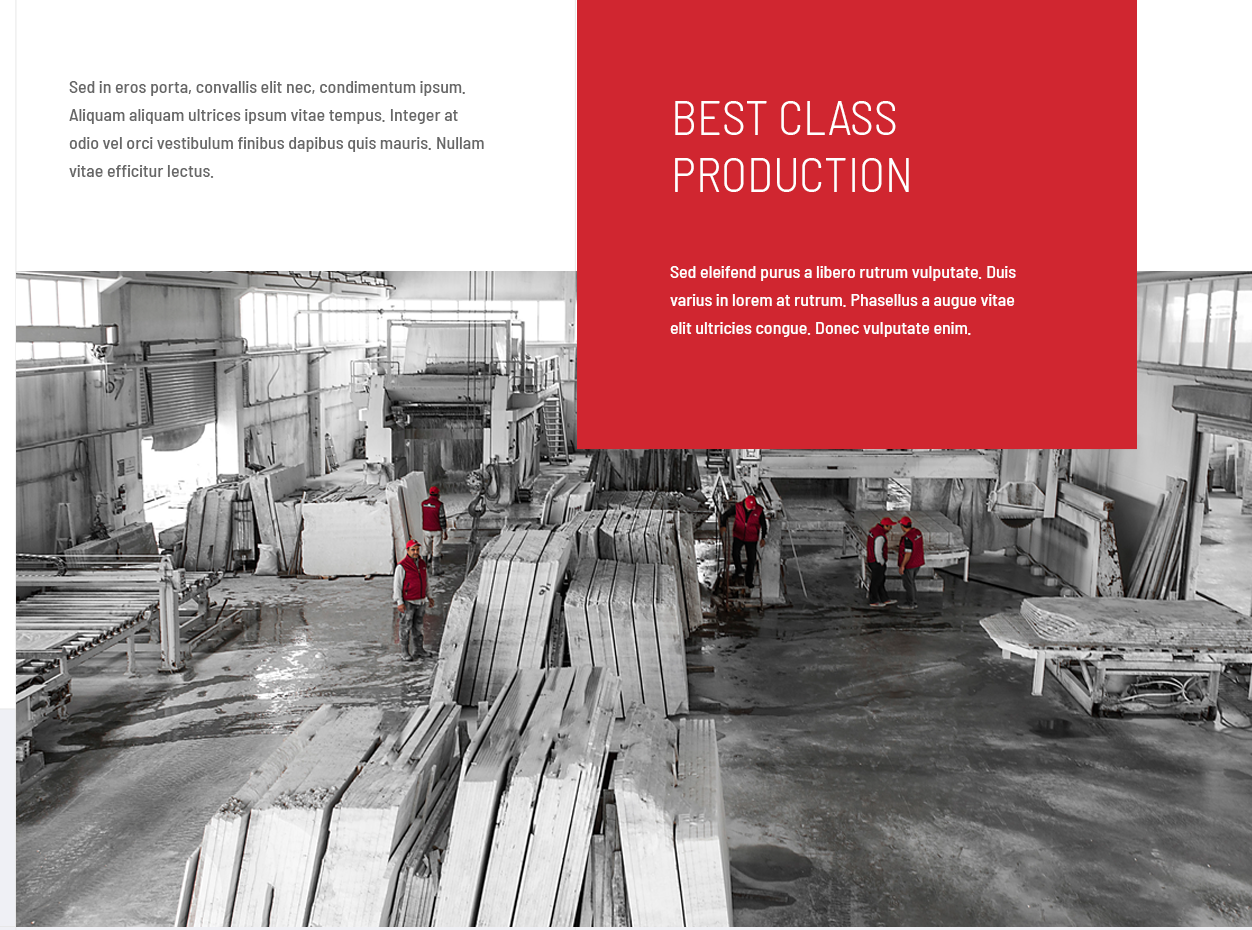 Sed in eros porta, convallis elit nec, condimentum ipsum.
Aliquam aliquam ultrices ipsum vitae tempus. Integer at
odio vel orci vestibulum finibus dapibus quis mauris. Nullam
vitae efficitur lectus.
BEST CLASS
PRODUCTION
Sed eleifend purus a libero rutrum vulputate. Duis
varius in lorem at rutrum. Phasellus a augue vitae
elit ultricies congue. Donec vulputate enim.